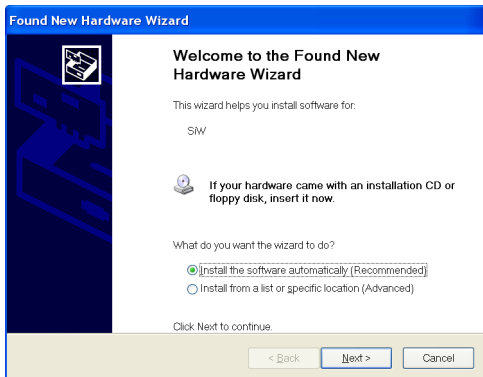 Found New Hardware Wizard
Welcome to the Found New
Hardware Wizard
This wizard helps you install software for:
SiW
If your hardware came with an installation CD or
floppy disk, insert it now.
What do you want the wizard to do?
Install the software automatically (Recommended)
Install from a list or specific location (Advanced)
Click Next to continue.
< Back Next > Cancel